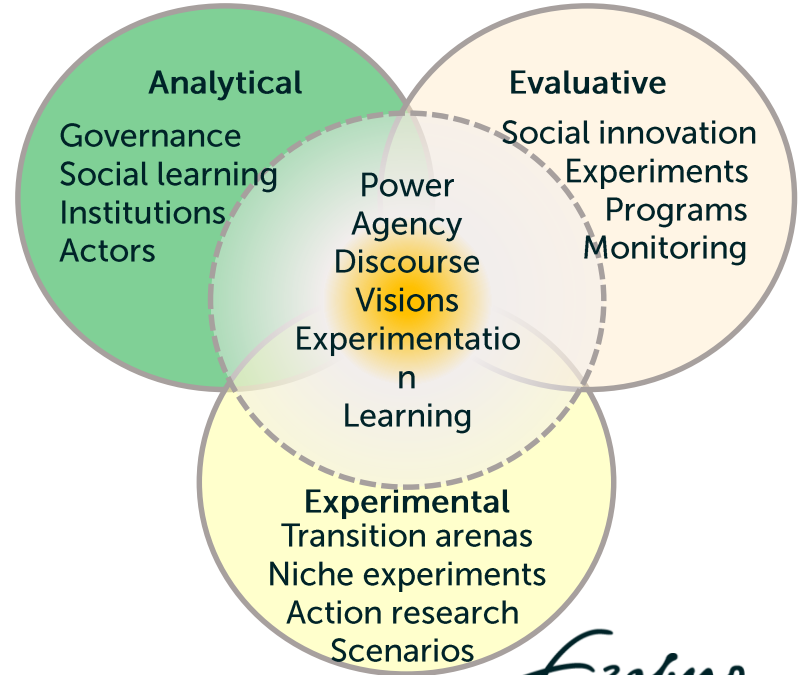 Analytical
Governance
Social learning
Institutions
Actors
Evaluative
Social innovation
Experiments
Programs
Monitoring
Power
Agency
Discourse
Visions
Experimentatio
n
Learning
Experimental
Transition arenas
Niche experiments
Action research
Scenarios